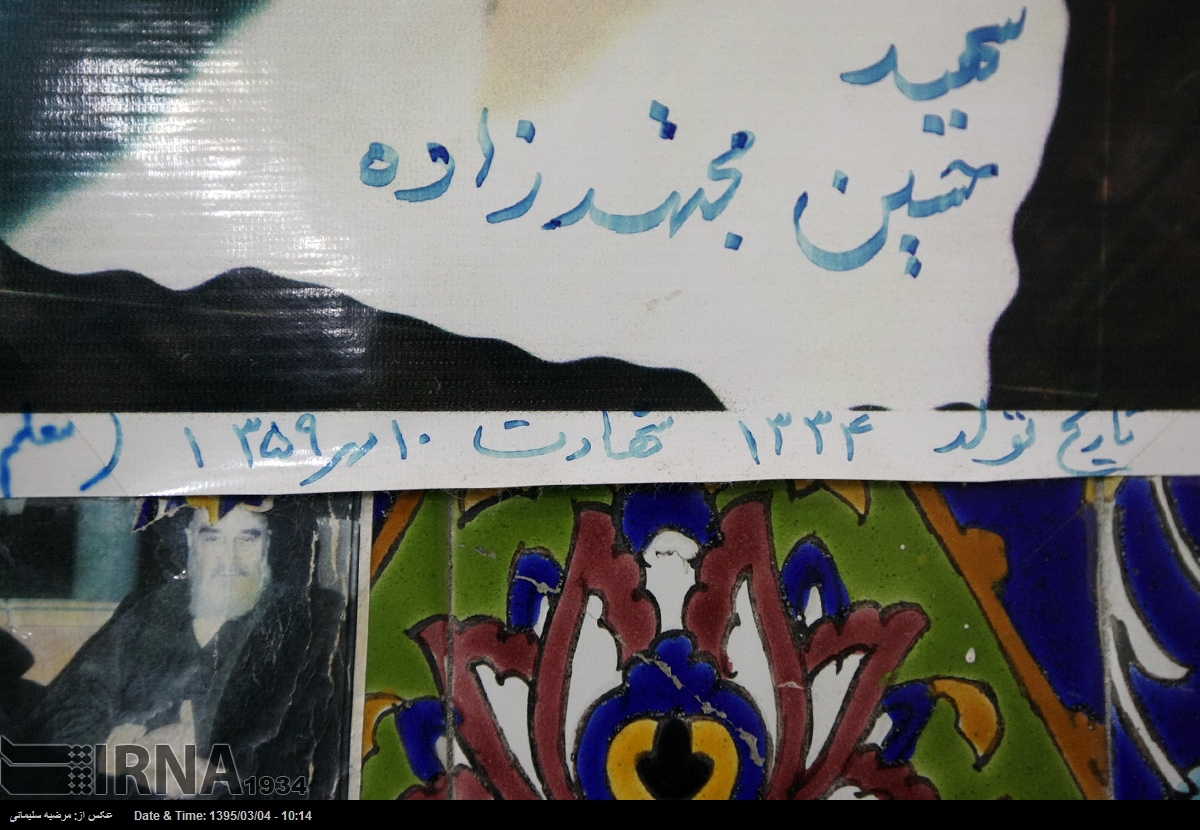 شهید
حسین مجتهدزاده
تاریخ تولد ۱۳۳۴ شهادت ۱۰ مهر ۱۳۵۹ (معلم
IRNA 1934
عکس از: مرضیه سلیمانی Date & Time: 1395/03/04 - 10:14